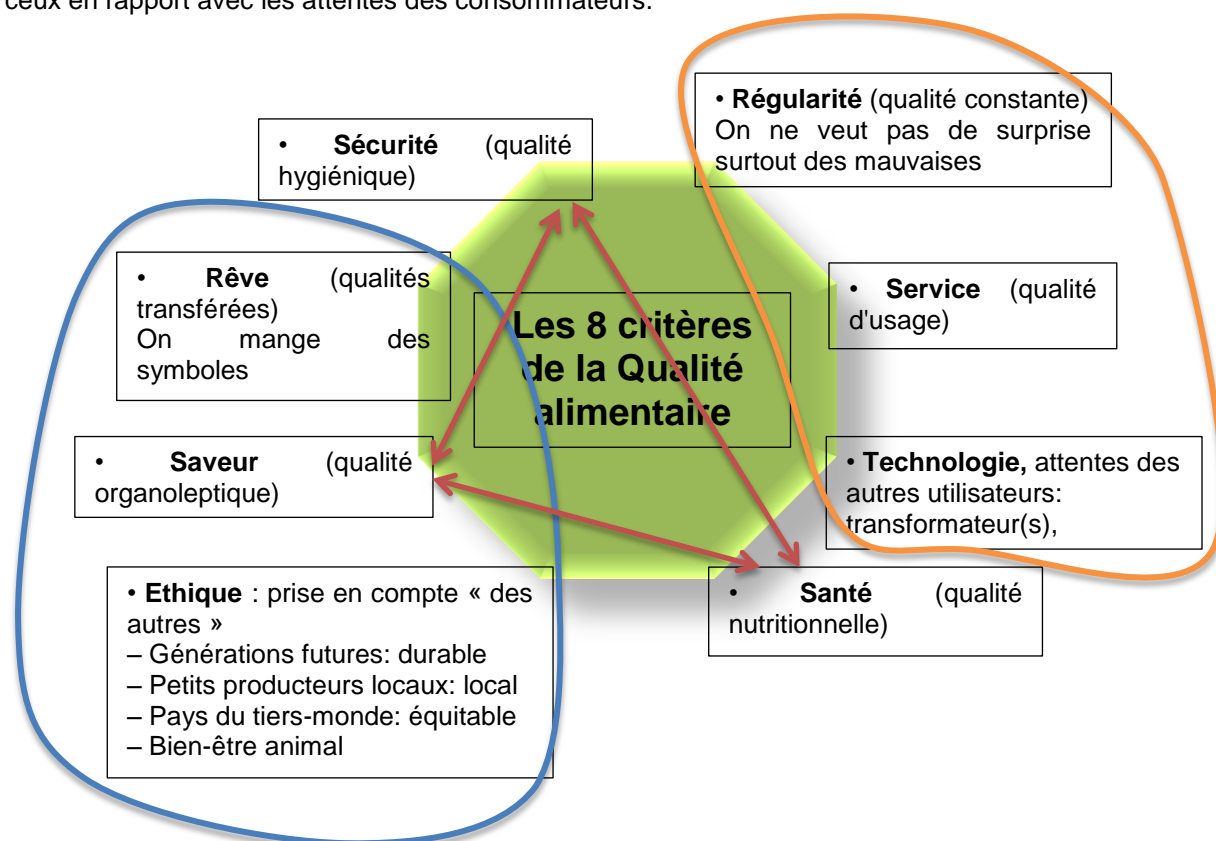 ceux en rapport avec les attentes des consommateurs.
• Régularité (qualité constante)
On ne veut pas de surprise
surtout des mauvaises
• Sécurité (qualité
hygiénique)
• Rêve (qualités
transférées)
On mange des
symboles
• Service (qualité
d'usage)
Les 8 critères
de la Qualité
alimentaire
• Saveur (qualité
organoleptique)
• Technologie, attentes des
autres utilisateurs:
transformateur(s),
• Ethique : prise en compte « des
autres »
– Générations futures: durable
– Petits producteurs locaux: local
– Pays du tiers-monde: équitable
– Bien-être animal
• Santé (qualité
nutritionnelle)